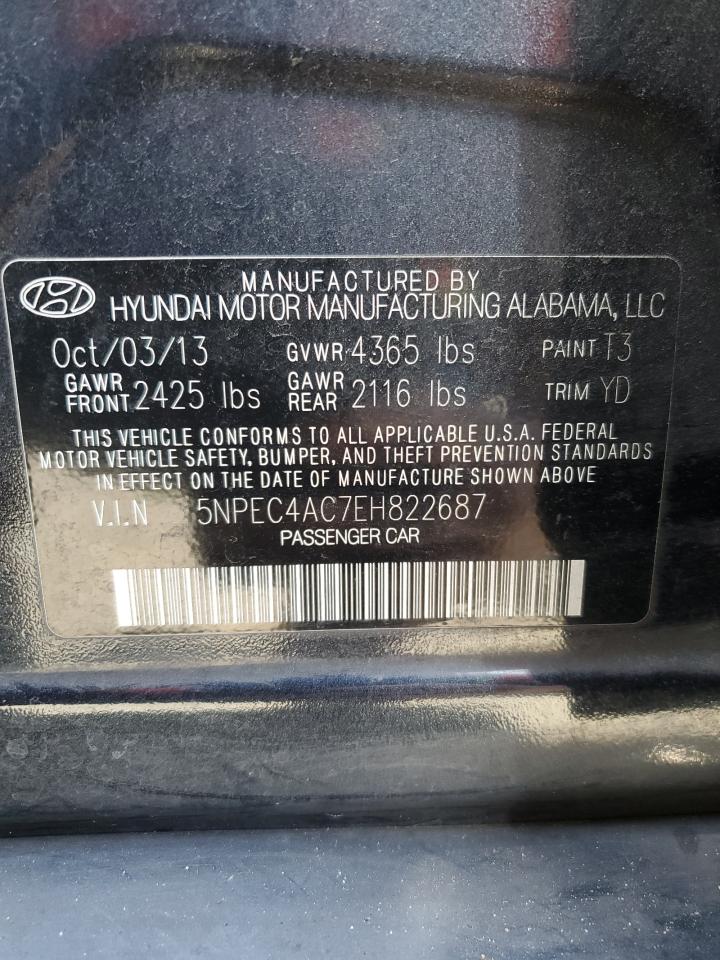 MANUFACTURED BY
HYUNDAI MOTOR MANUFACTURING ALABAMA, LLC
Oct/03/13 GVWR 4365 lbs PAINT T3
GAWR FRONT 2425 lbs GAWR REAR 2116 lbs TRIM YD
THIS VEHICLE CONFORMS TO ALL APPLICABLE U.S.A. FEDERAL
MOTOR VEHICLE SAFETY, BUMPER, AND THEFT PREVENTION STANDARDS
IN EFFECT ON THE DATE OF MANUFACTURE SHOWN ABOVE
V.I.N 5NPEC4AC7EH822687
PASSENGER CAR